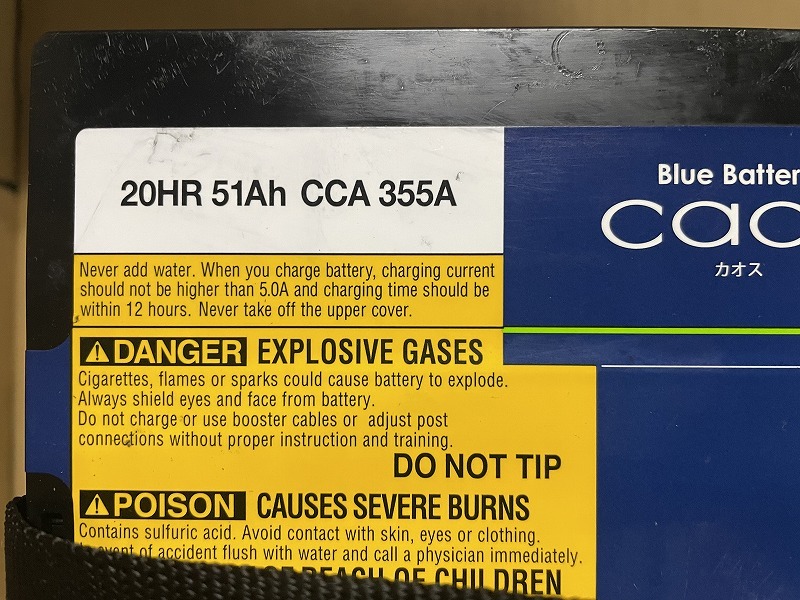 20HR 51Ah CCA 355A
Blue Batter
cao
カオス
Never add water. When you charge battery, charging current
should not be higher than 5.0A and charging time should be
within 12 hours. Never take off the upper cover.
DANGER EXPLOSIVE GASES
Cigarettes, flames or sparks could cause battery to explode.
Always shield eyes and face from battery.
Do not charge or use booster cables or adjust post
connections without proper instruction and training.
DO NOT TIP
POISON CAUSES SEVERE BURNS
Contains sulfuric acid. Avoid contact with skin, eyes or clothing.
event of accident flush with water and call a physician immediately.
OF REACH OF CHILDREN